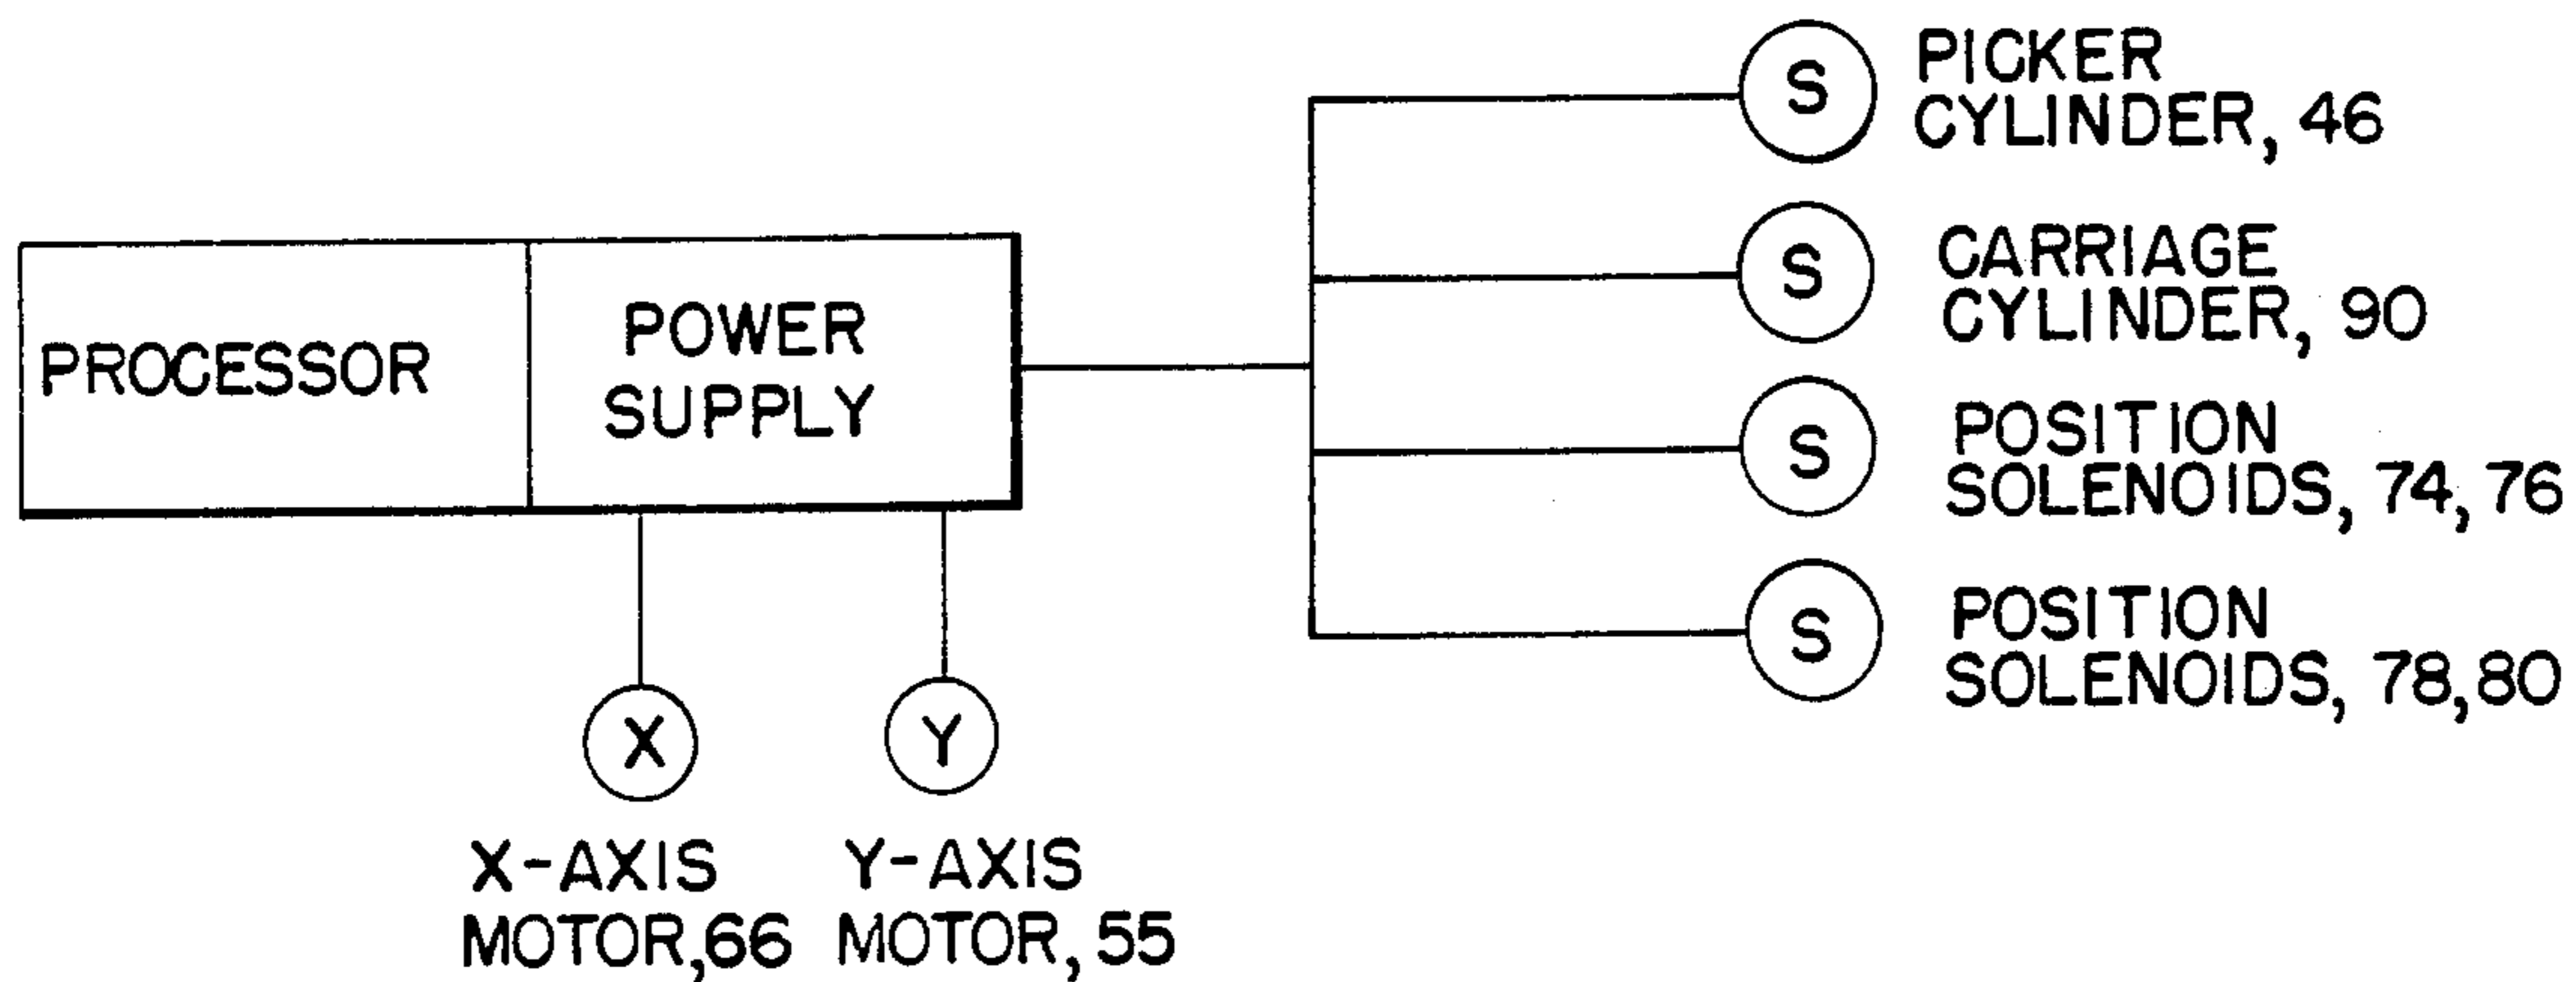 S
PICKER
CYLINDER, 46
S
CARRIAGE
CYLINDER, 90
PROCESSOR
POWER
SUPPLY
S
POSITION
SOLENOIDS, 74, 76
S
POSITION
SOLENOIDS, 78,80
X
Y
X-AXIS
MOTOR,66
Y-AXIS
MOTOR, 55